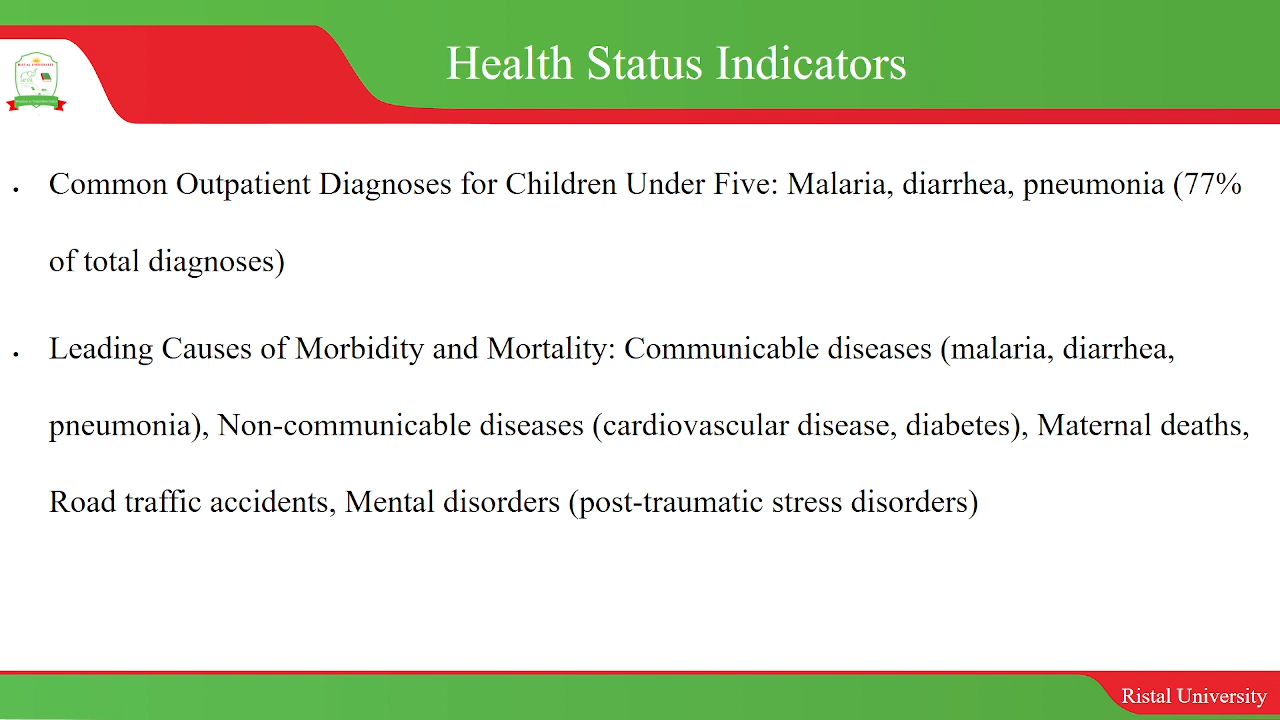 Health Status Indicators
RISTAL UNIVERSITY
• Common Outpatient Diagnoses for Children Under Five: Malaria, diarrhea, pneumonia (77%
of total diagnoses)
• Leading Causes of Morbidity and Mortality: Communicable diseases (malaria, diarrhea,
pneumonia), Non-communicable diseases (cardiovascular disease, diabetes), Maternal deaths,
Road traffic accidents, Mental disorders (post-traumatic stress disorders)
Ristal University